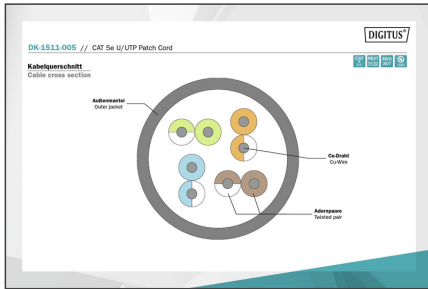 DIGITUS®
DK-1511-005 // CAT 5e U/UTP Patch Cord
Kabelquerschnitt
Cable cross section
Außenmantel
Outer jacket
Cu-Draht
Cu-Wire
Adernpaare
Twisted pair